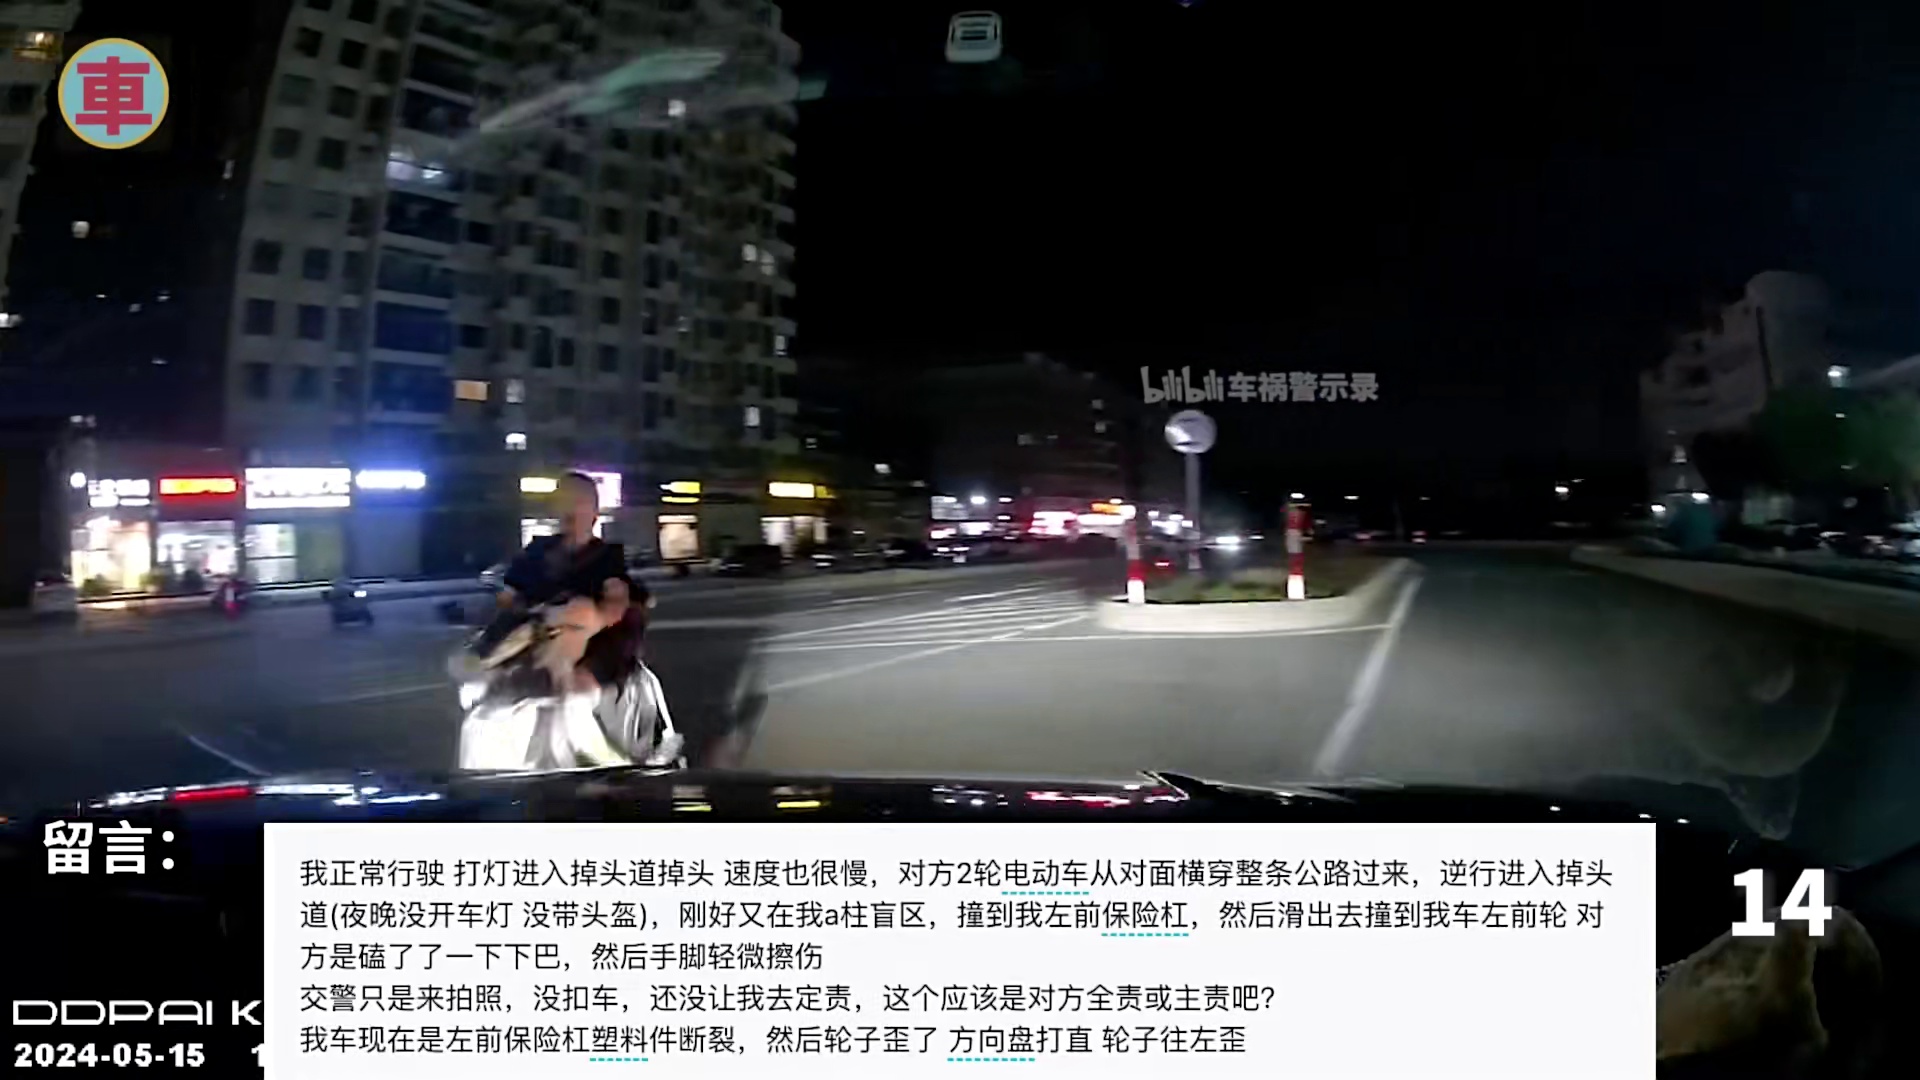 車
bilibili 车祸警示录
留言：
我正常行驶 打灯进入掉头道掉头 速度也很慢，对方2轮电动车从对面横穿整条公路过来，逆行进入掉头
道(夜晚没开车灯 没带头盔)，刚好又在我a柱盲区，撞到我左前保险杠，然后滑出去撞到我车左前轮 对
方是磕了了一下下巴，然后手脚轻微擦伤
交警只是来拍照，没扣车，还没让我去定责，这个应该是对方全责或主责吧？
我车现在是左前保险杠塑料件断裂，然后轮子歪了 方向盘打直 轮子往左歪
14
DDPAI K
2024-05-15 1